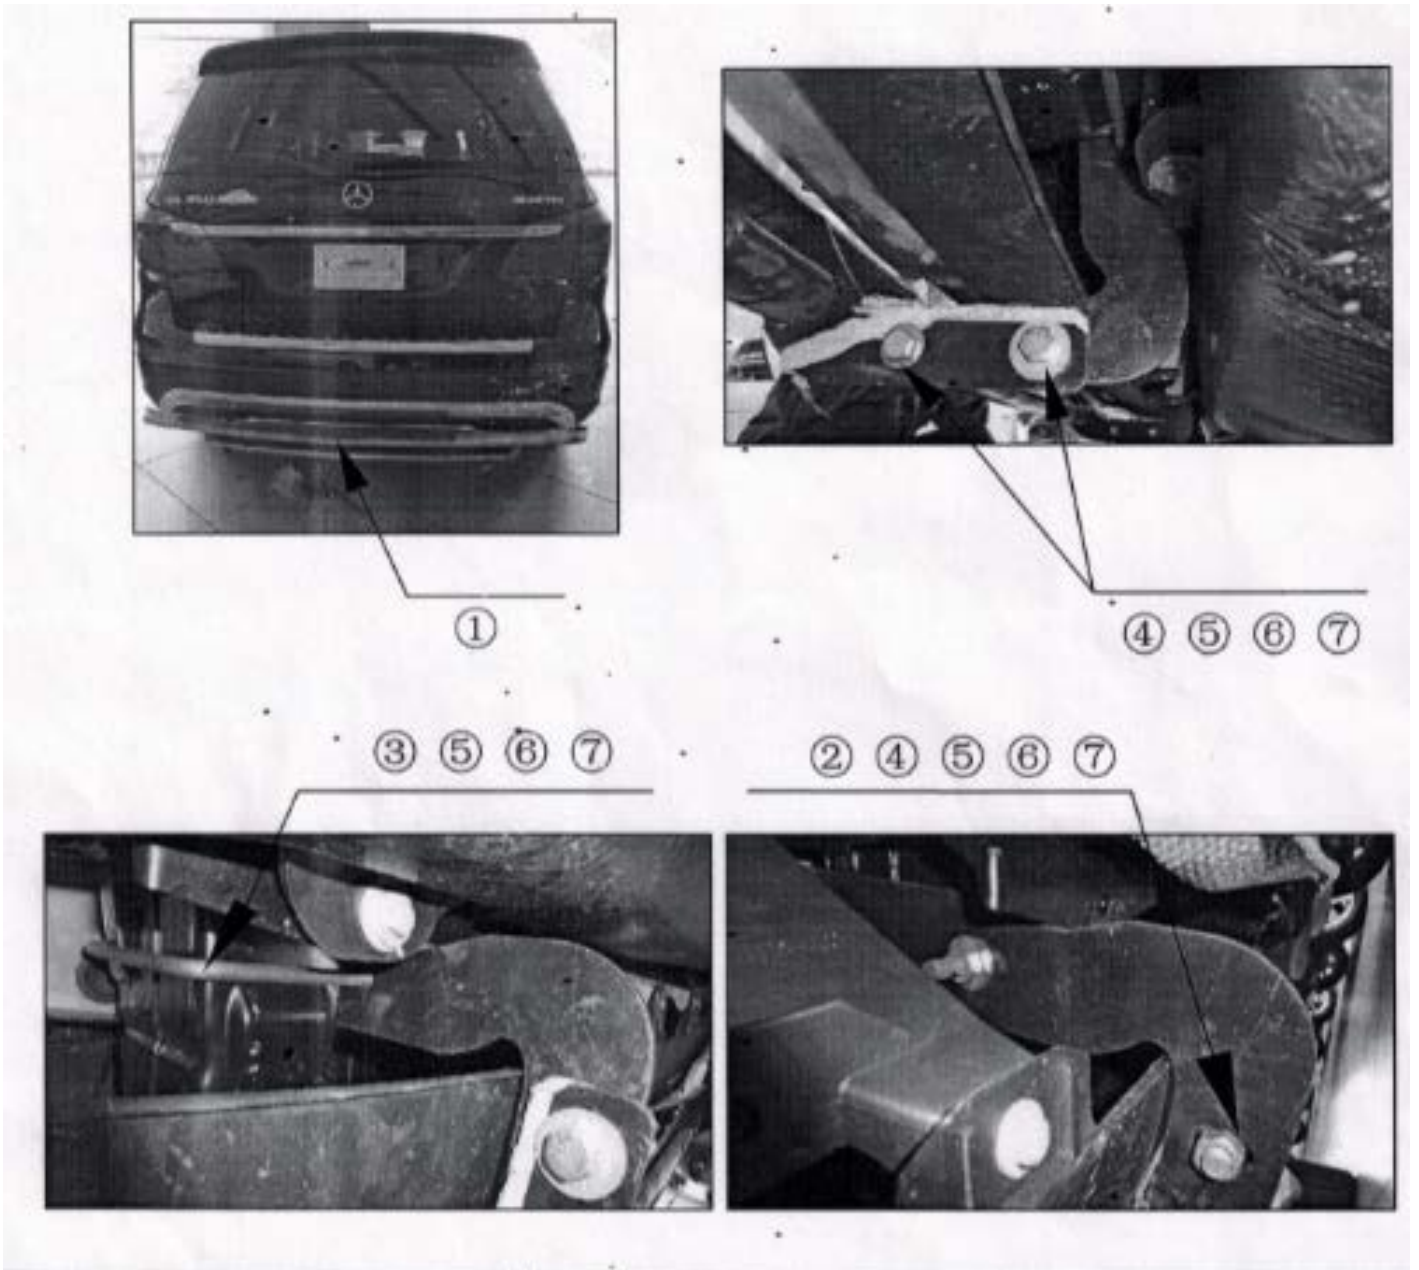 ①
④ ⑤ ⑥ ⑦
③ ⑤ ⑥ ⑦
② ④ ⑤ ⑥ ⑦